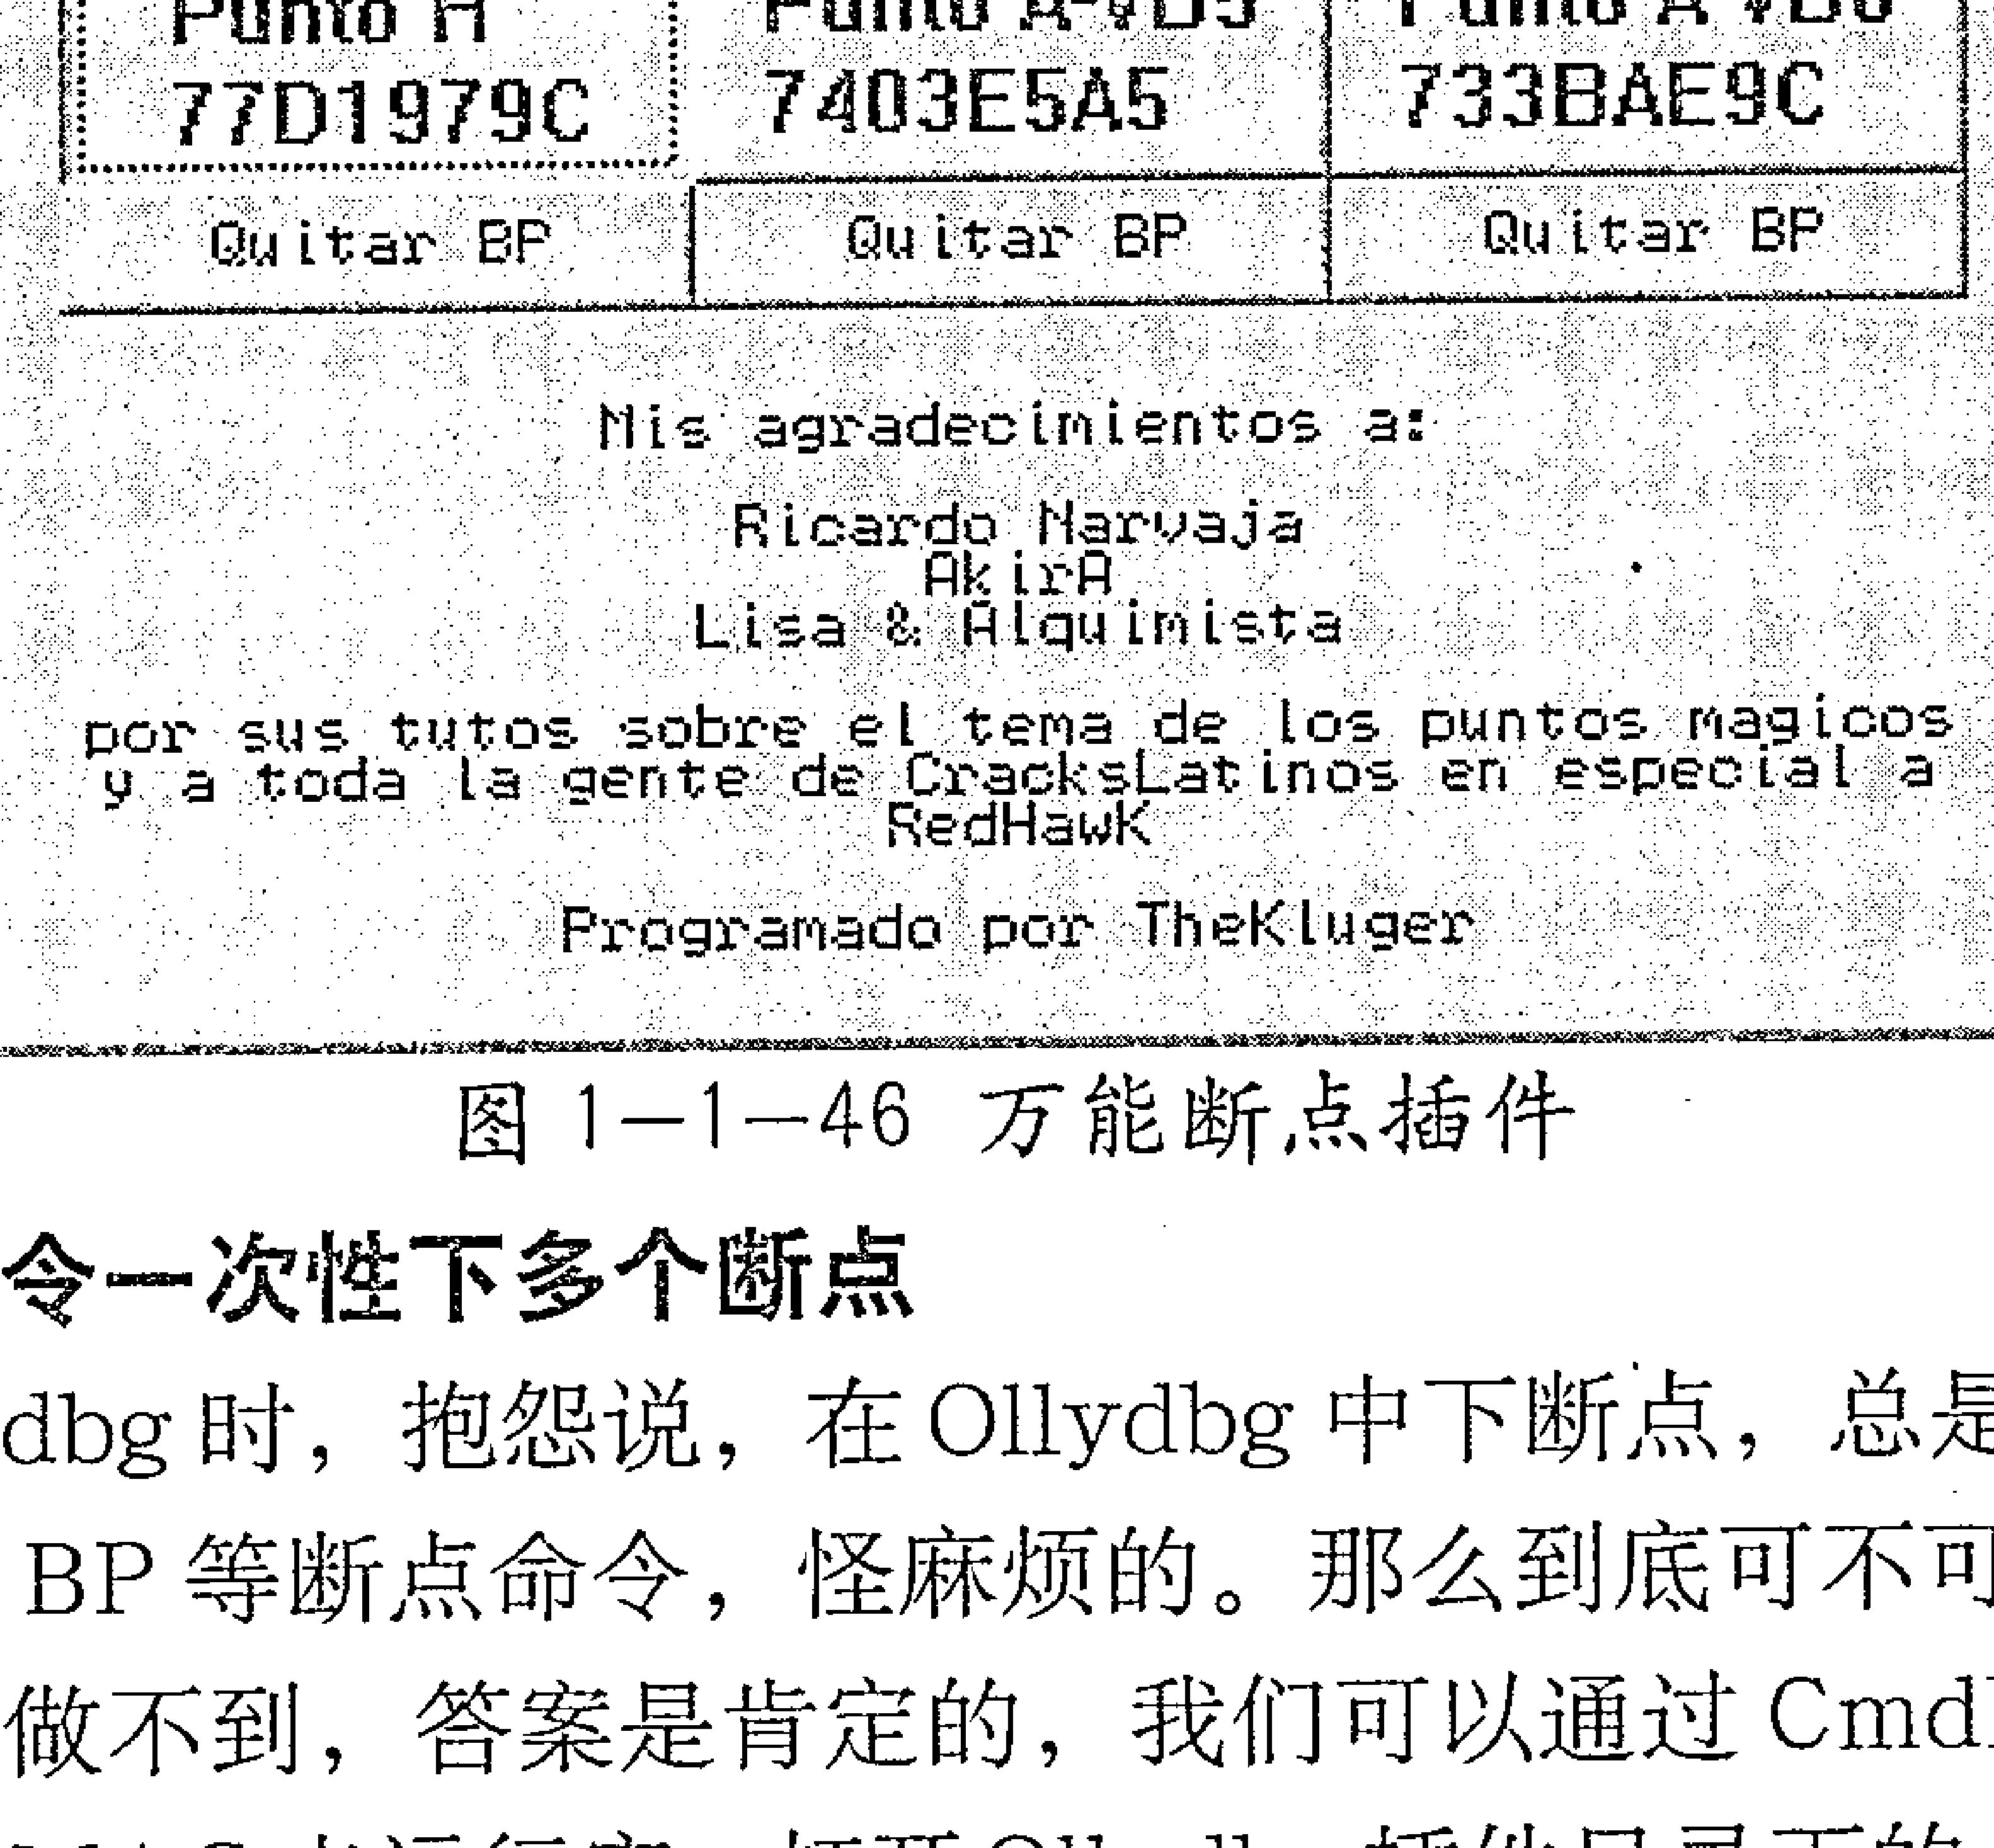 Punto H Punto
77D1979C 7403E5A5 733BAE9C
Quitar BP Quitar BP Quitar BP
Mis agradecimientos a:
Ricardo Narvaja
AkirA
Lisa & Alquimista
por sus tutos sobre el tema de los puntos magicos
y a toda la gente de CracksLatinos en especial a
RedHawK
Programado por TheKluger
图 1-1-46 万能断点插件
令一次性下多个断点
dbg 时，抱怨说，在 Ollydbg 中下断点，总是
BP 等断点命令，怪麻烦的。那么到底可不可
做不到，答案是肯定的，我们可以通过 Cmd